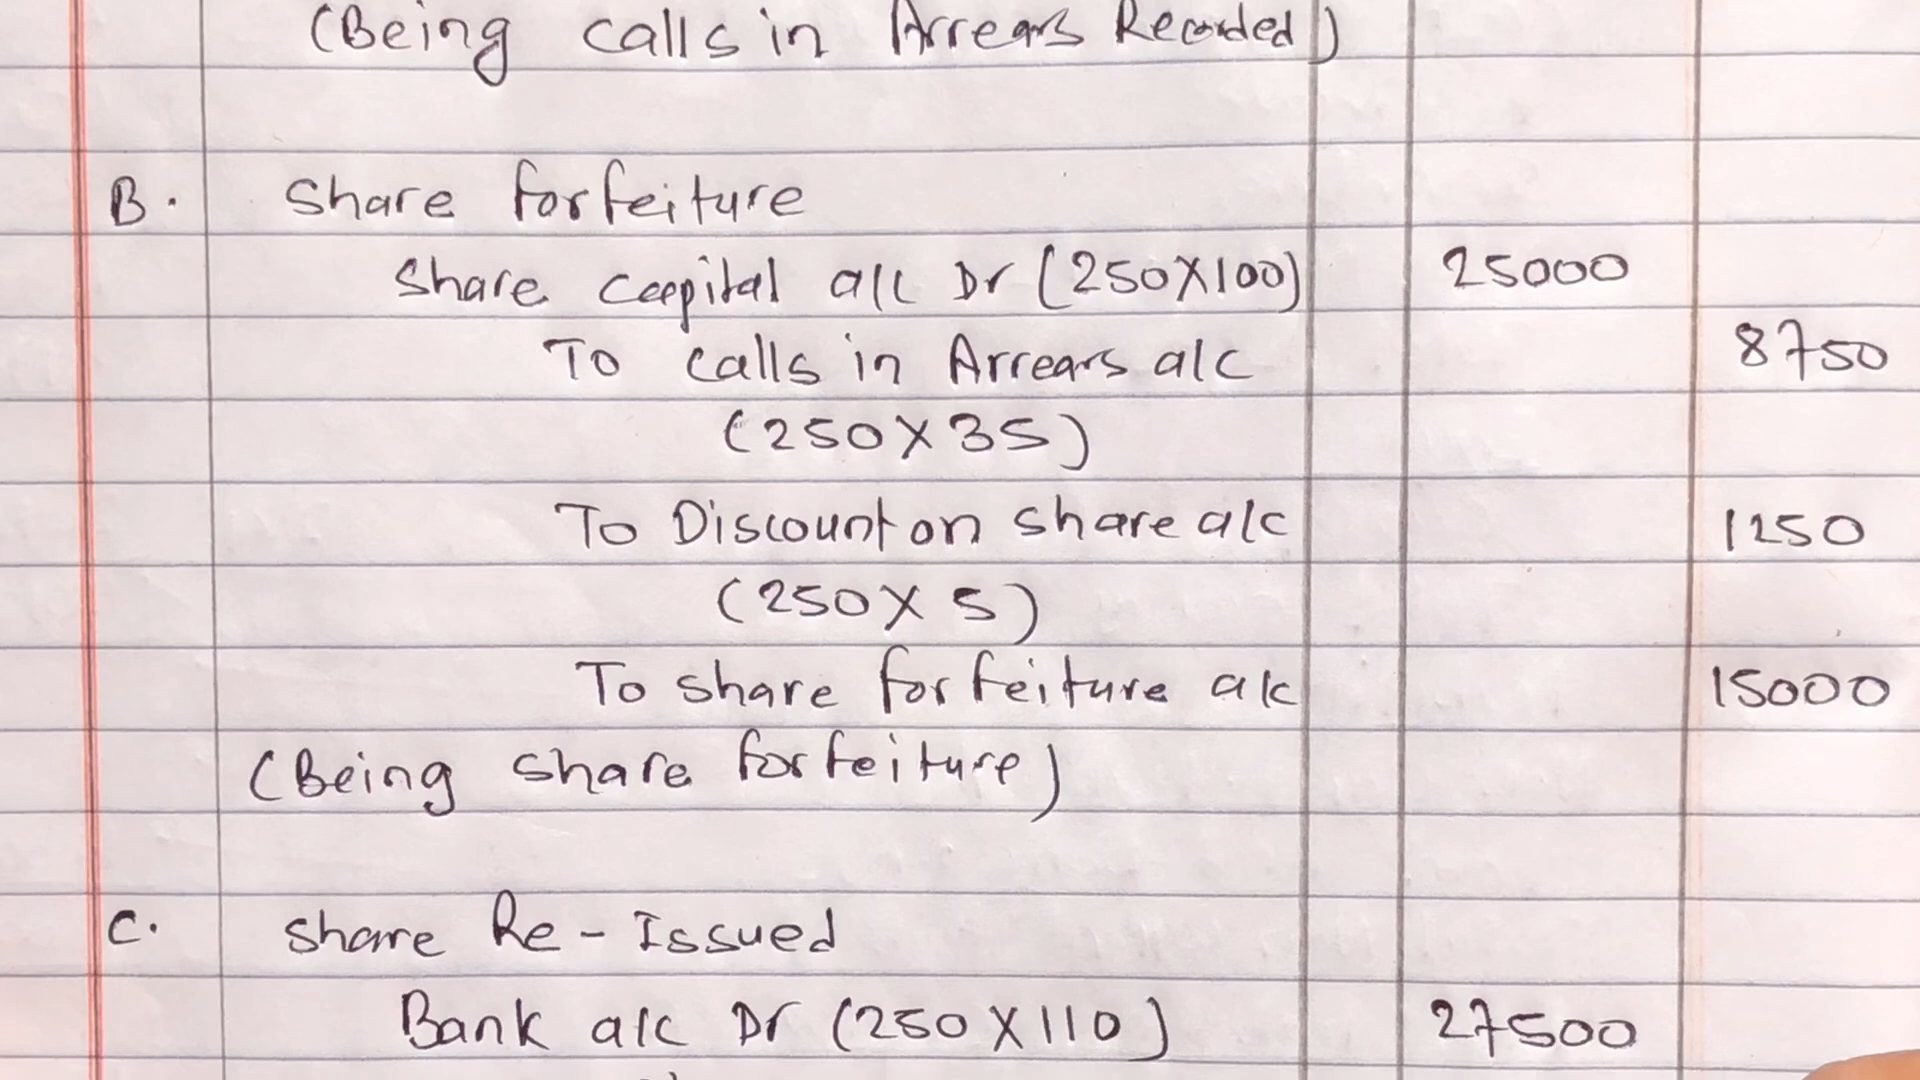 (Being calls in Arrears Recorded)
B. Share forfeiture
Share Capital a/c Dr (250X100) 25000
To calls in Arrears a/c 8750
(250X35)
To Discount on share a/c 1250
(250X5)
To share forfeiture a/c 15000
(Being share forfeiture)
C. share Re-Issued
Bank a/c Dr (250X110) 27500